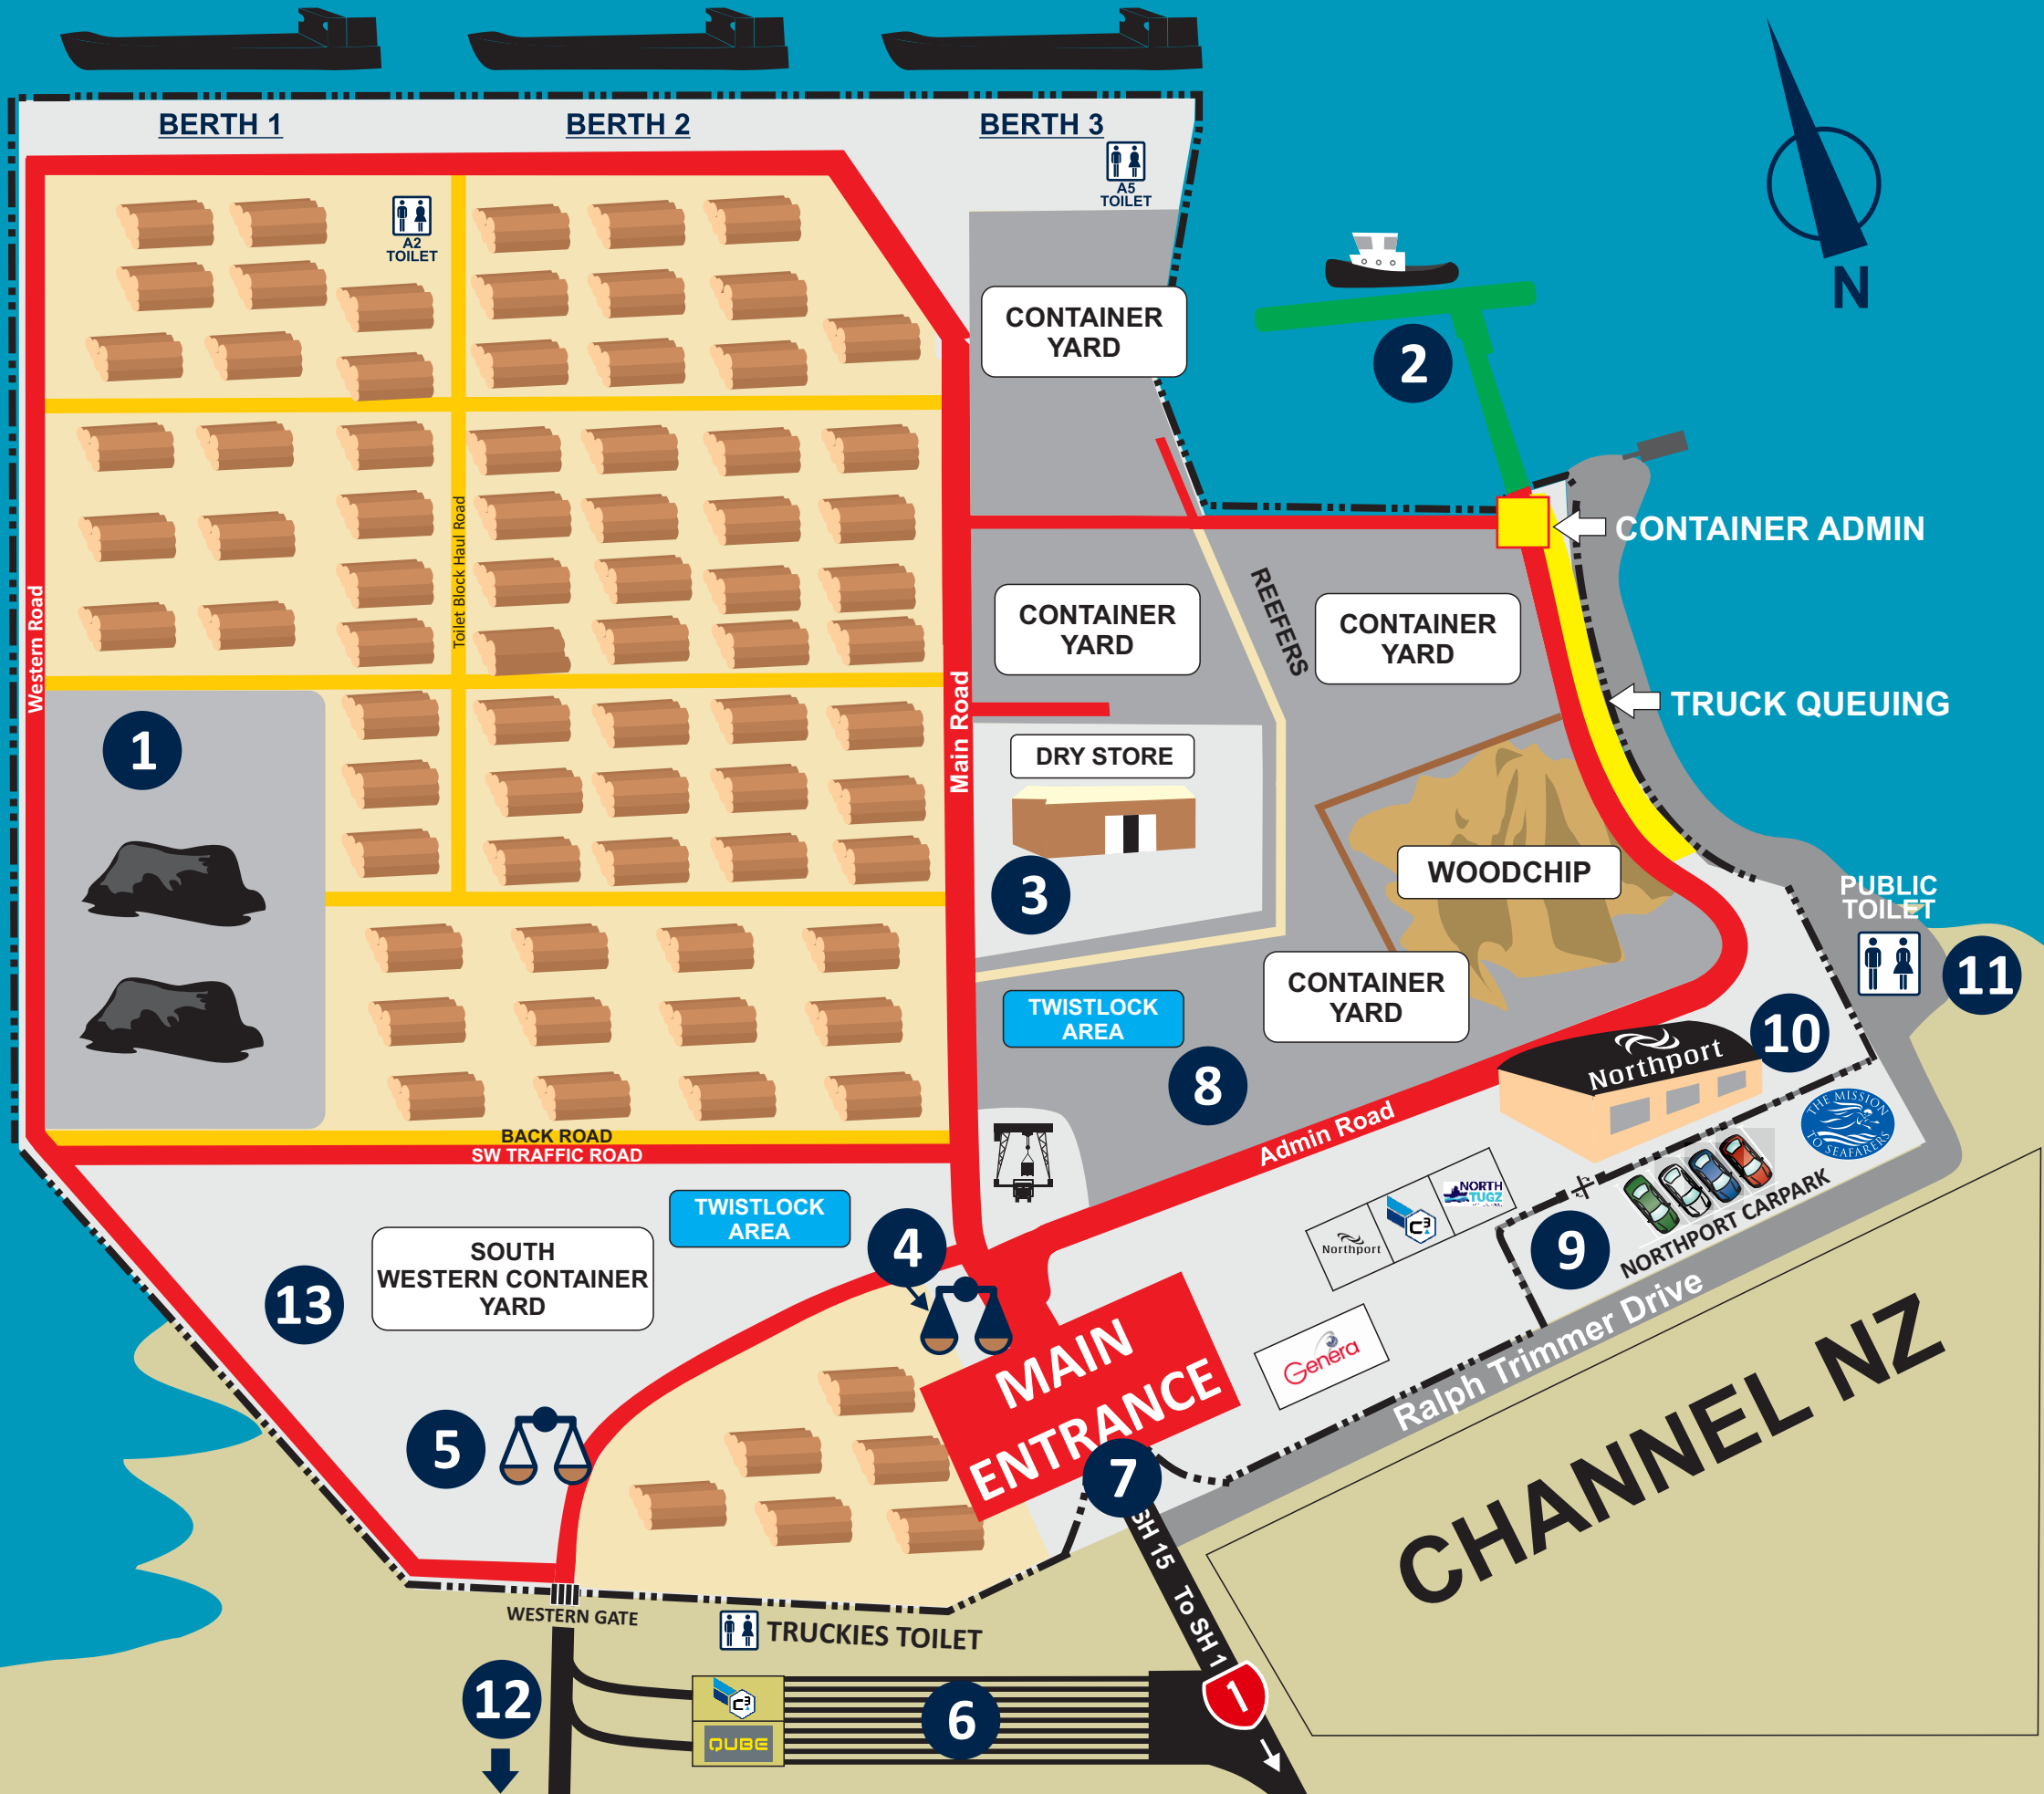 BERTH 1
BERTH 2
BERTH 3
A5
TOILET
A2
TOILET
N
CONTAINER
YARD
2
CONTAINER ADMIN
Toilet Block Haul Road
Western Road
REEFERS
CONTAINER
YARD
CONTAINER
YARD
TRUCK QUEUING
Main Road
1
DRY STORE
3
WOODCHIP
PUBLIC
TOILET
11
CONTAINER
YARD
TWISTLOCK
AREA
10
Northport
8
THE MISSION
TO SEAFARERS
Admin Road
BACK ROAD
SW TRAFFIC ROAD
TWISTLOCK
AREA
4
SOUTH
WESTERN CONTAINER
YARD
13
Northport
C3
NORTH
TUGZ
9
NORTHPORT CARPARK
Genera
Ralph Trimmer Drive
MAIN
ENTRANCE
5
7
CHANNEL NZ
SH 15 To SH 1
WESTERN GATE
TRUCKIES TOILET
12
C3
QUBE
6
1